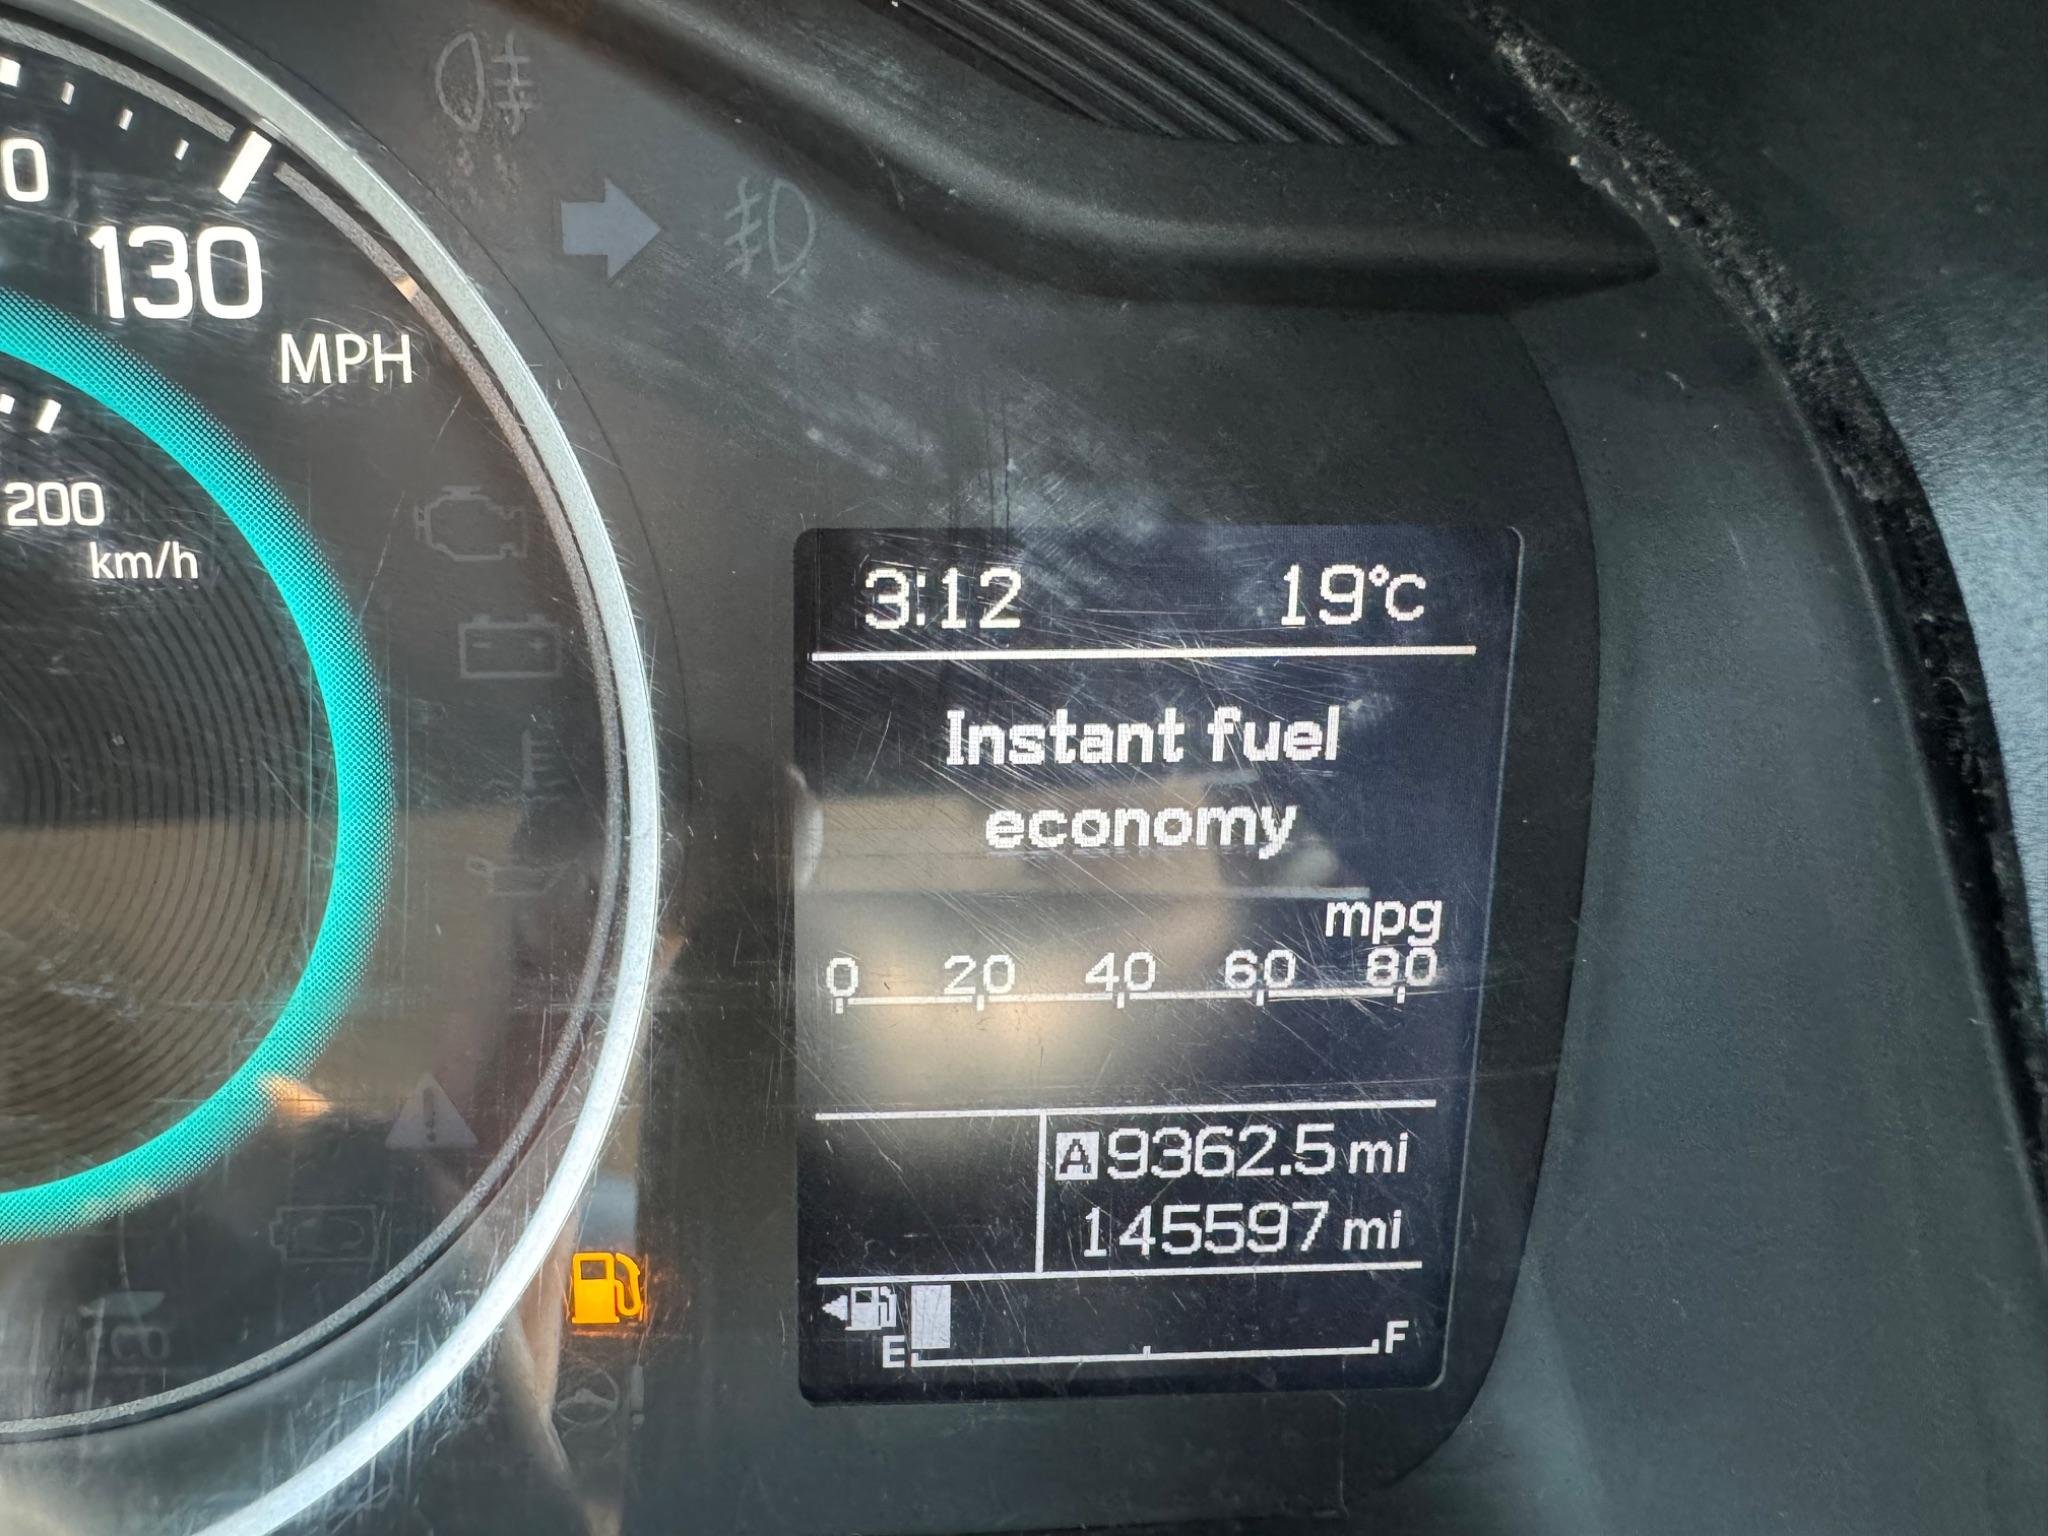 0
130
MPH
200
km/h
3:12 19°C
Instant fuel
economy
mpg
0 20 40 60 80
A 9362.5 mi
145597 mi
E F